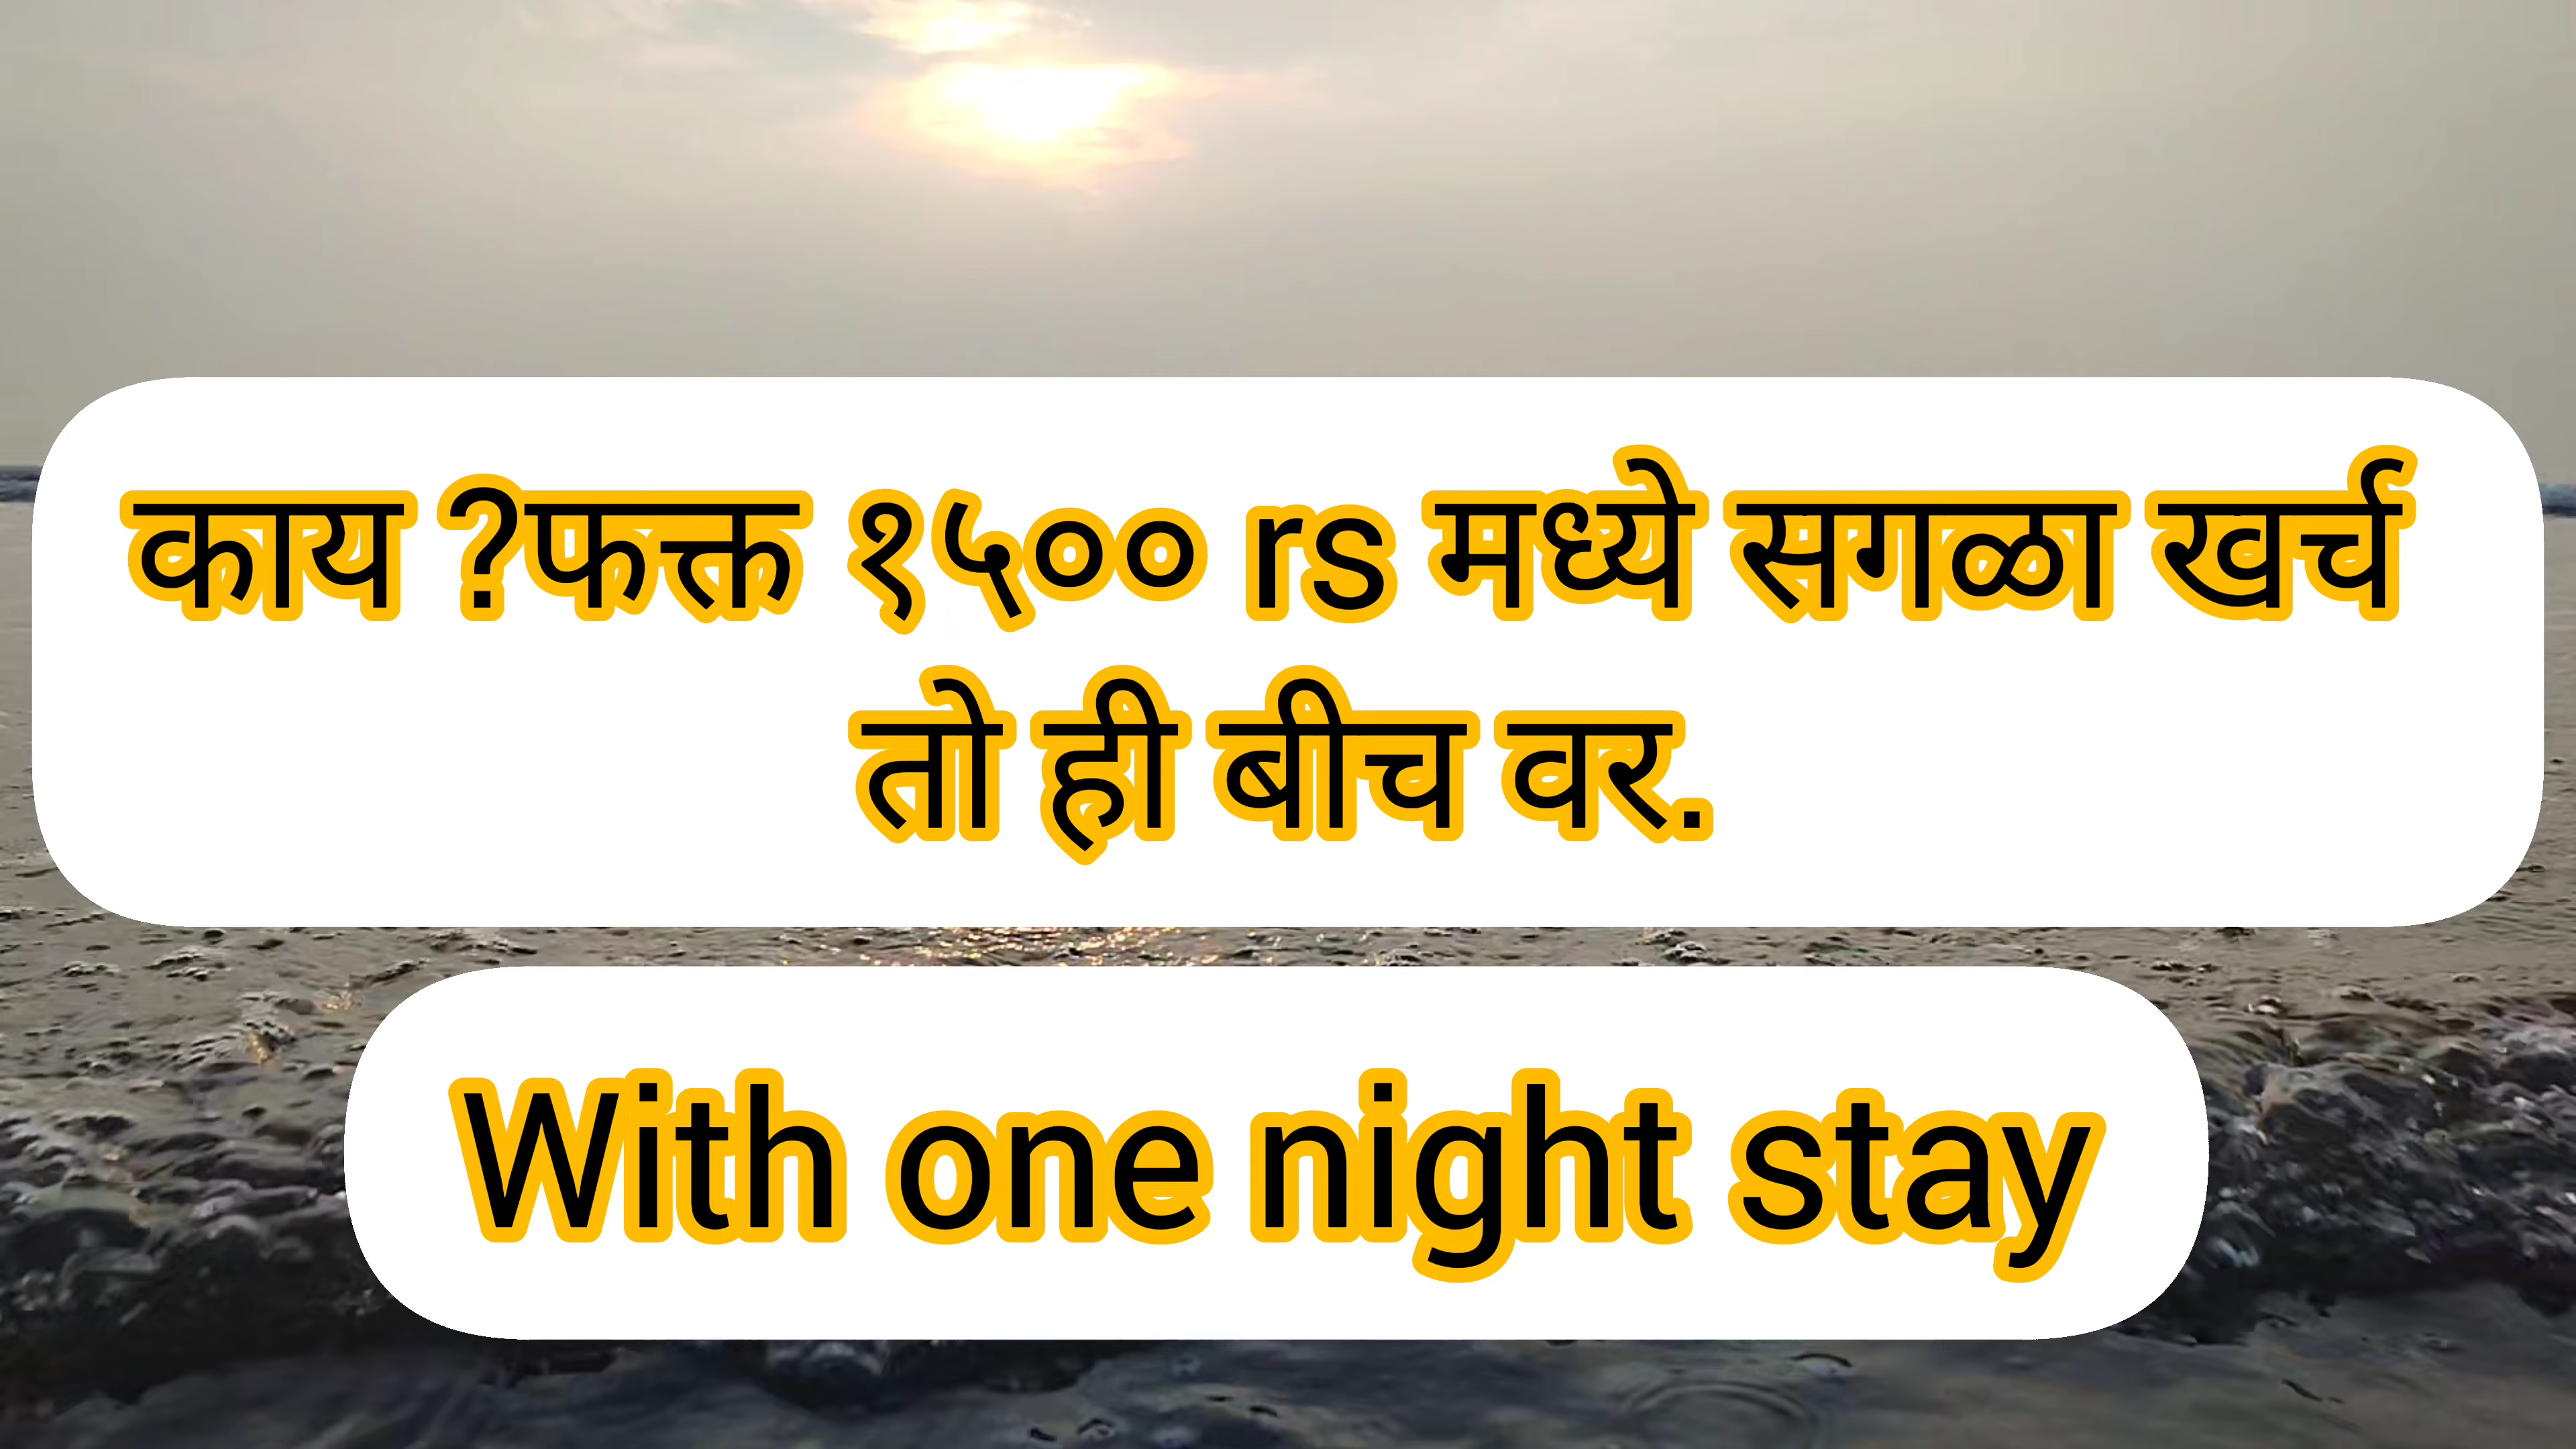 काय ?फक्त १५०० rs मध्ये सगळा खर्च
तो ही बीच वर.
With one night stay